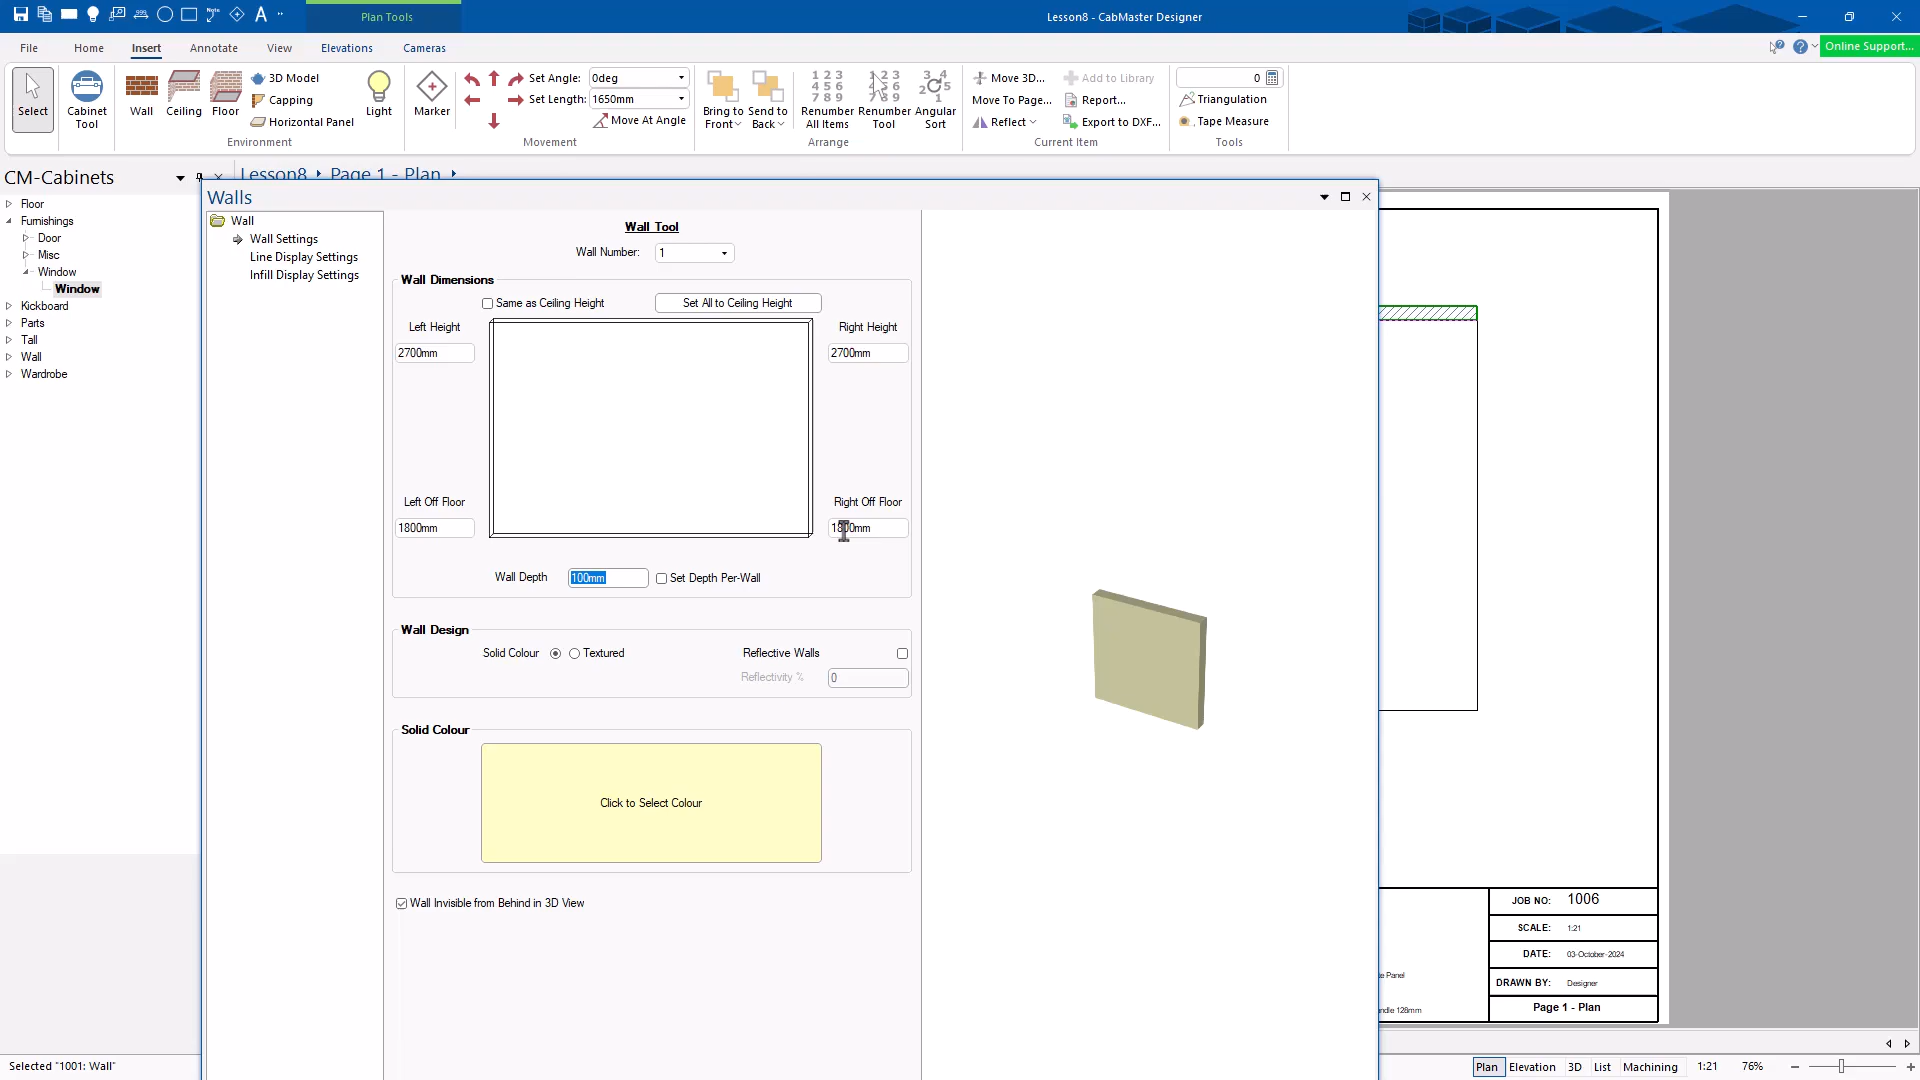 Plan Tools
Lesson8 - CabMaster Designer
File Home Insert Annotate View Elevations Cameras
Online Support...
Select
Cabinet Tool
Wall
Ceiling
Floor
3D Model
Capping
Horizontal Panel
Light
Environment
Marker
Set Angle: 0deg
Set Length: 1650mm
Move At Angle
Movement
Bring to Front
Send to Back
Renumber All Items
Renumber Tool
Angular Sort
Arrange
Move 3D...
Move To Page...
Reflect
Add to Library
Report...
Export to DXF...
Current Item
0
Triangulation
Tape Measure
Tools
CM-Cabinets
Floor
Furnishings
Door
Misc
Window
Window
Kickboard
Parts
Tall
Wall
Wardrobe
Lesson8 Page 1 - Plan
Walls
Wall
Wall Settings
Line Display Settings
Infill Display Settings
Wall Tool
Wall Number: 1
Wall Dimensions
Same as Ceiling Height Set All to Ceiling Height
Left Height Right Height
2700mm 2700mm
Left Off Floor Right Off Floor
1800mm 1800mm
Wall Depth 100mm Set Depth Per-Wall
Wall Design
Solid Colour Textured Reflective Walls
Reflectivity % 0
Solid Colour
Click to Select Colour
Wall Invisible from Behind in 3D View
JOB NO: 1006
SCALE: 1:21
DATE: 03-October-2024
DRAWN BY: Designer
Page 1 - Plan
te Panel
ndle 128mm
Selected "1001: Wall"
Plan Elevation 3D List Machining 1:21 76%